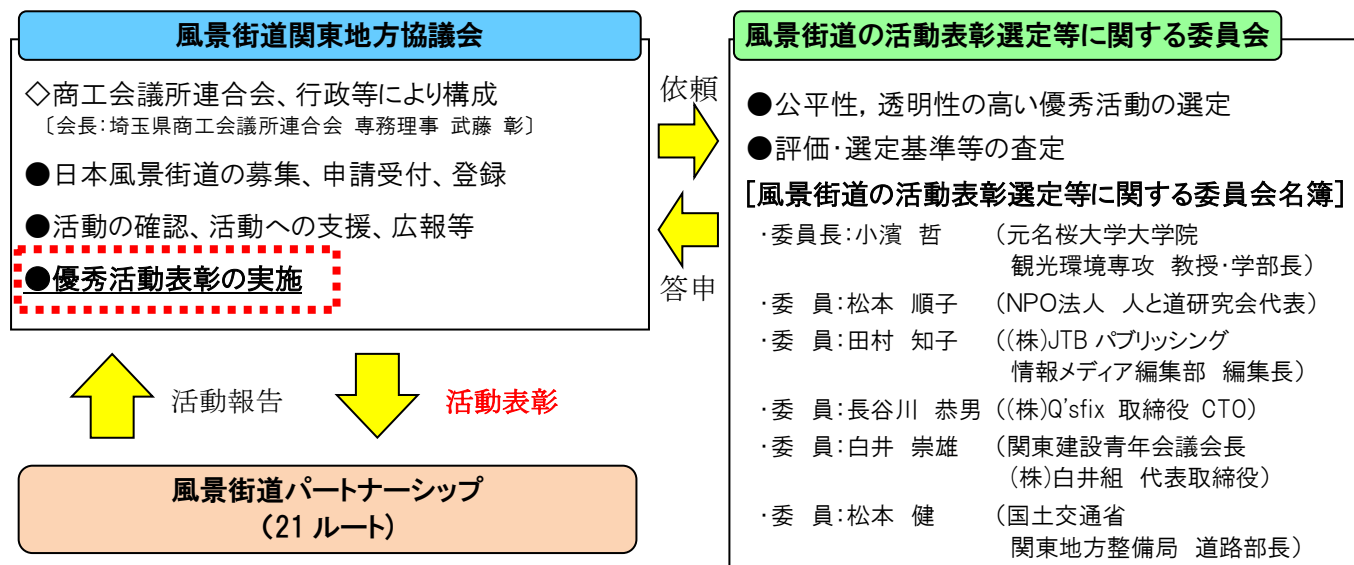 風景街道関東地方協議会
◇商工会議所連合会、行政等により構成
〔会長:埼玉県商工会議所連合会 専務理事 武藤 彰〕
●日本風景街道の募集、申請受付、登録
●活動の確認、活動への支援、広報等
●優秀活動表彰の実施
依頼
答申
活動報告
活動表彰
風景街道パートナーシップ
(21 ルート)
風景街道の活動表彰選定等に関する委員会
●公平性，透明性の高い優秀活動の選定
●評価・選定基準等の査定
[風景街道の活動表彰選定等に関する委員会名簿]
・委員長:小濱 哲 (元名桜大学大学院
観光環境専攻 教授・学部長)
・委 員:松本 順子 (NPO法人 人と道研究会代表)
・委 員:田村 知子 ((株)JTB パブリッシング
情報メディア編集部 編集長)
・委 員:長谷川 恭男 ((株)Q'sfix 取締役 CTO)
・委 員:白井 崇雄 (関東建設青年会議会長
(株)白井組 代表取締役)
・委 員:松本 健 (国土交通省
関東地方整備局 道路部長)